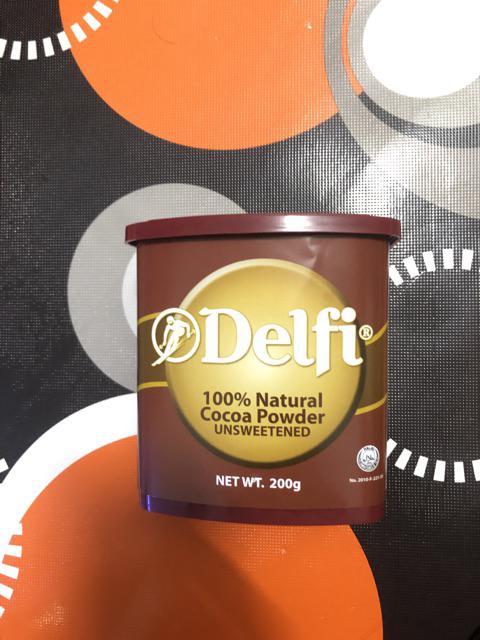 Delfi®
100% Natural
Cocoa Powder
UNSWEETENED
NET WT. 200g